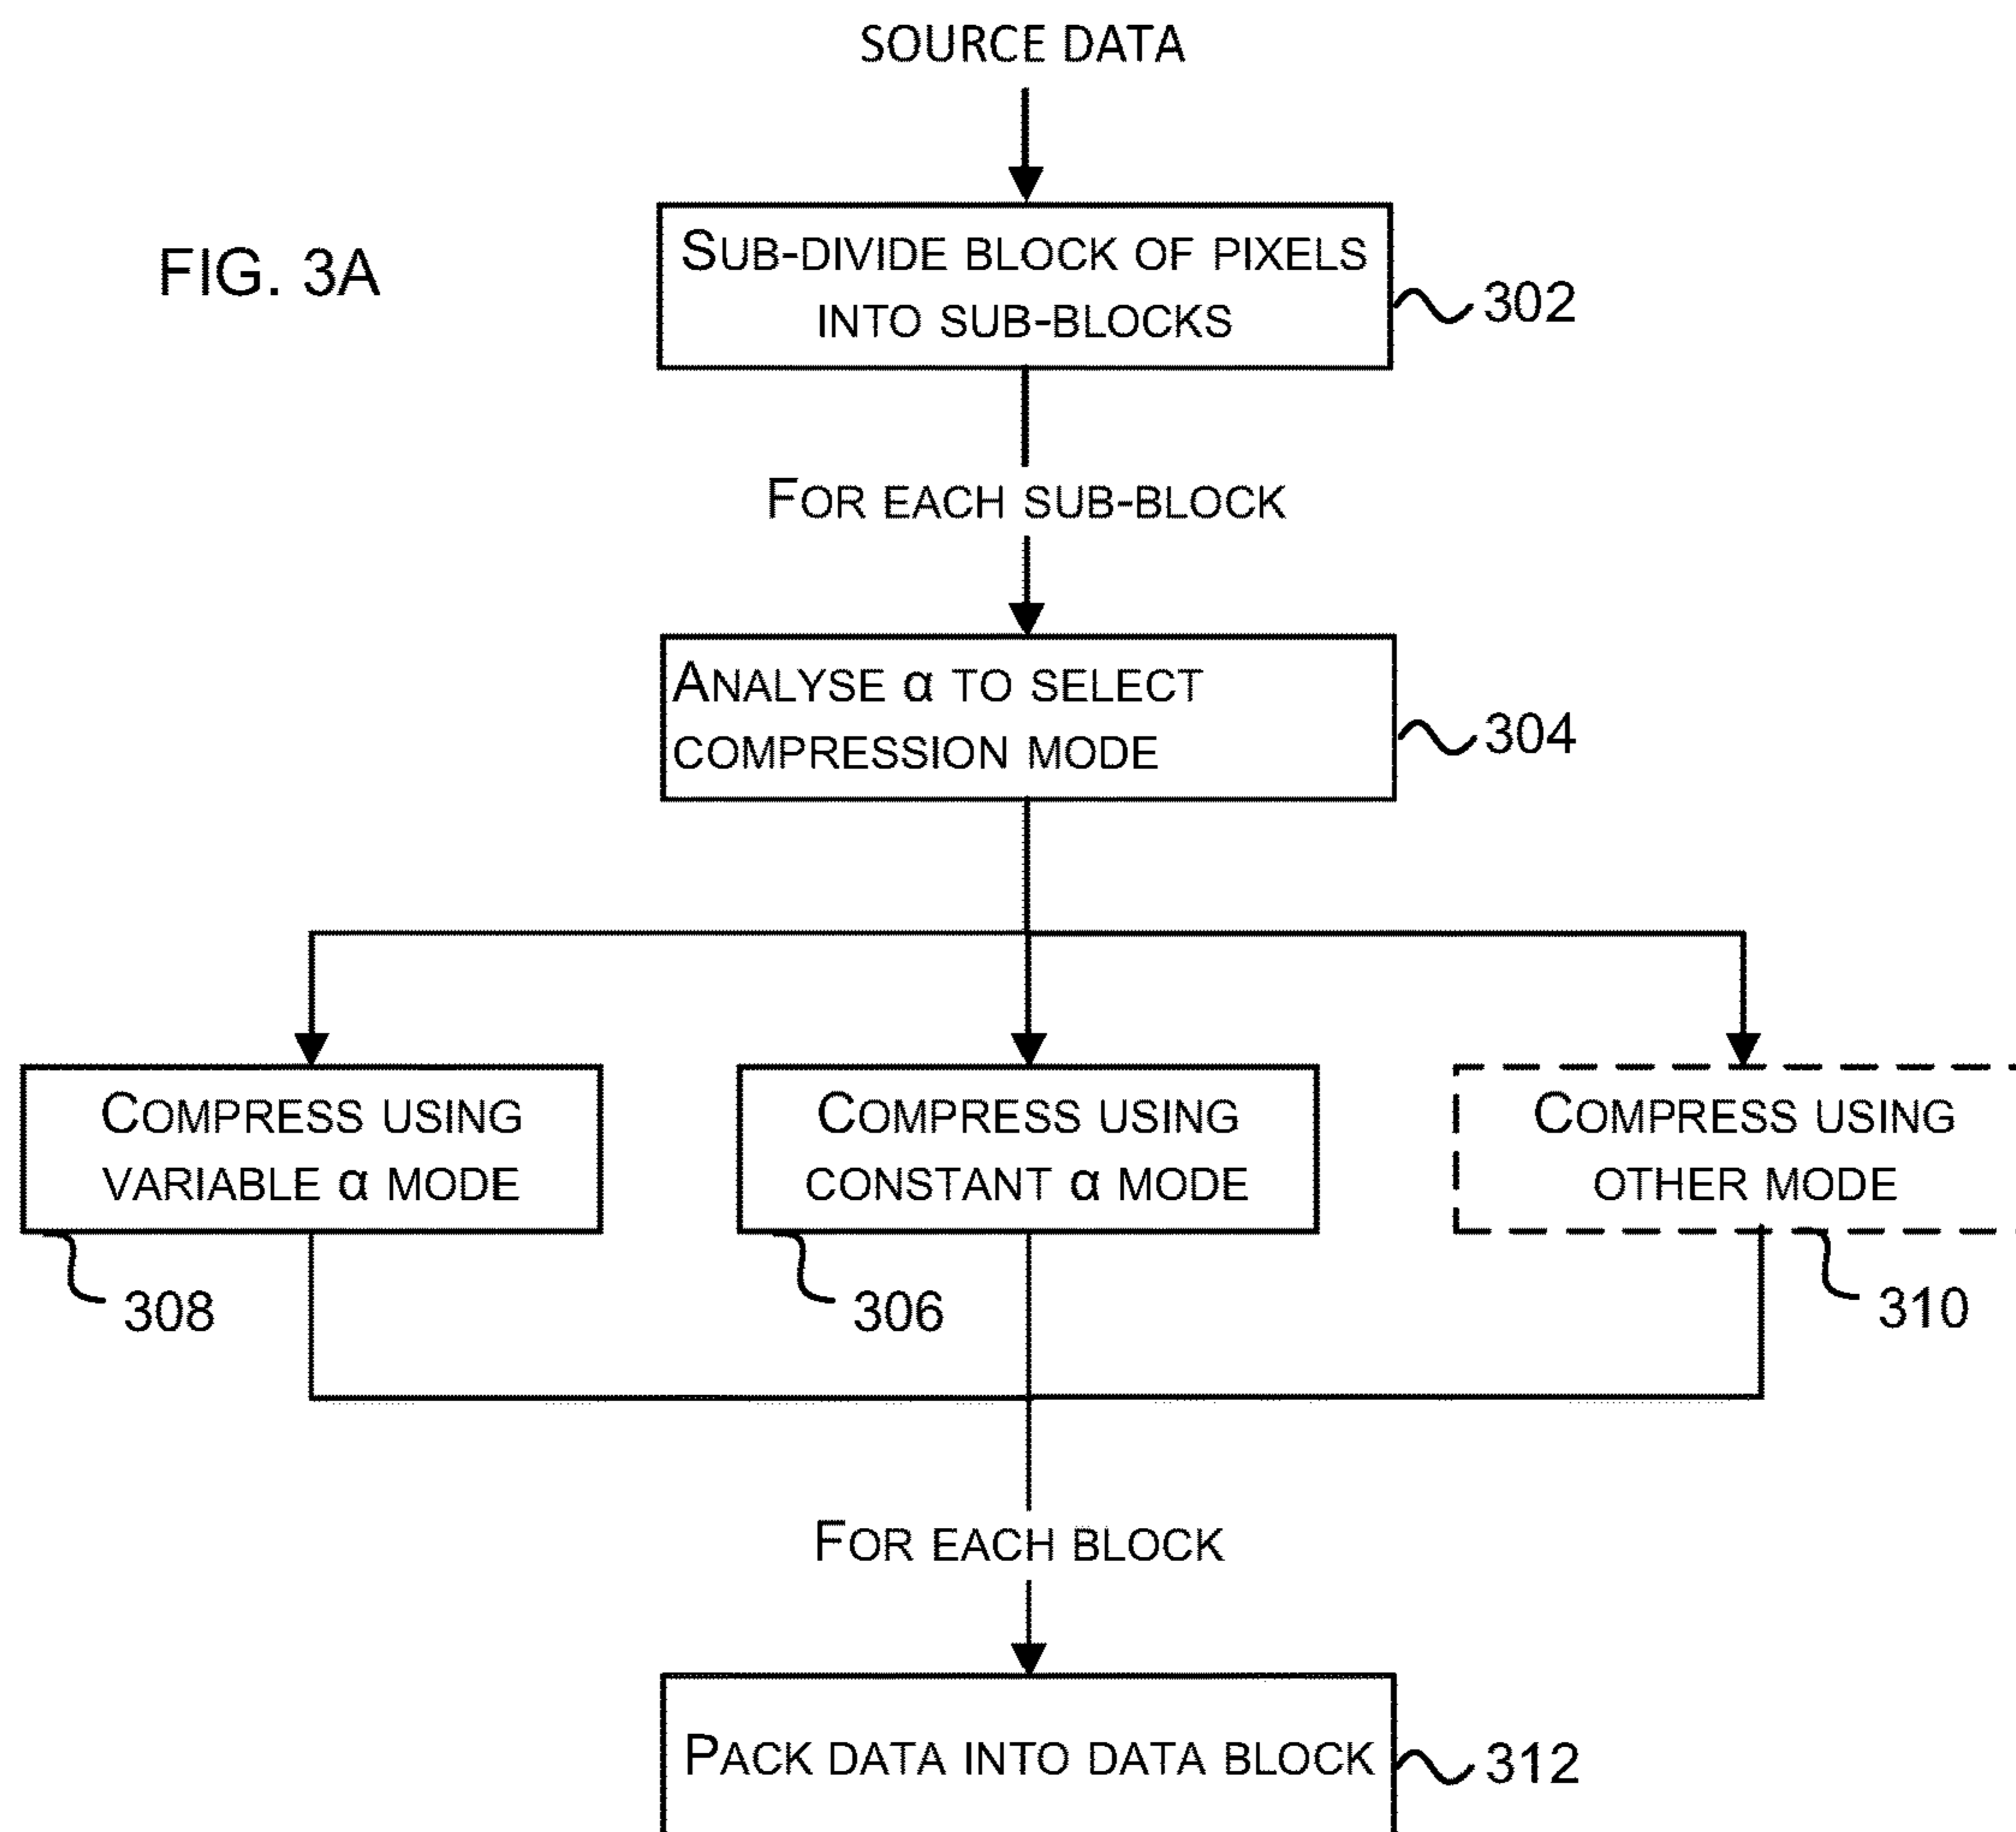 SOURCE DATA
FIG. 3A
SUB-DIVIDE BLOCK OF PIXELS
INTO SUB-BLOCKS
302
FOR EACH SUB-BLOCK
ANALYSE α TO SELECT
COMPRESSION MODE
304
COMPRESS USING
VARIABLE α MODE
308
COMPRESS USING
CONSTANT α MODE
306
COMPRESS USING
OTHER MODE
310
FOR EACH BLOCK
PACK DATA INTO DATA BLOCK
312